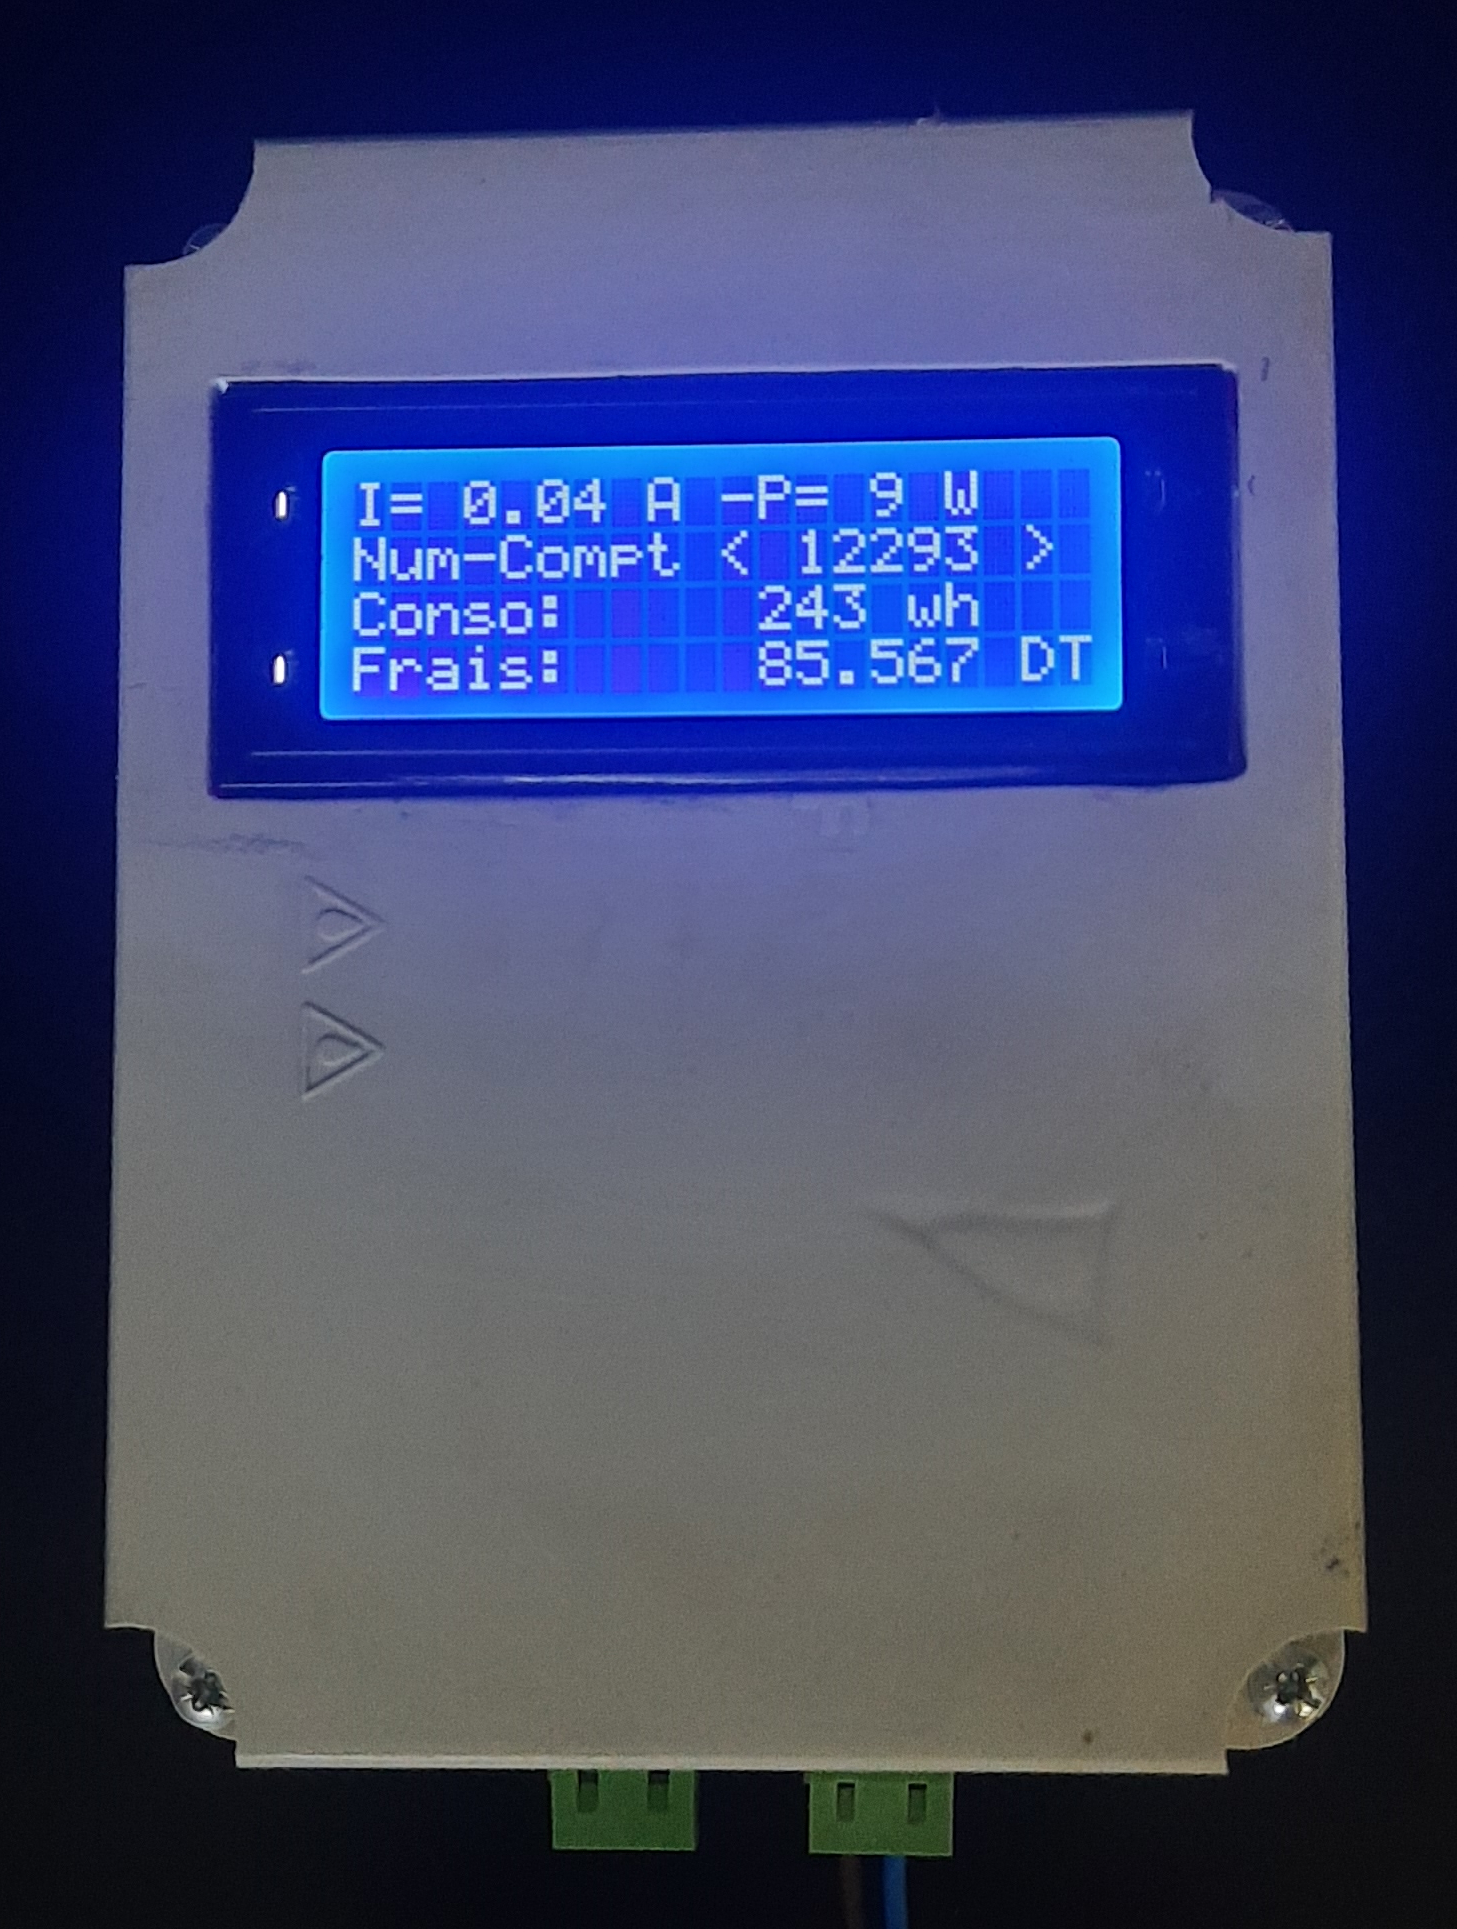 I= 0.04 A -P= 9 W
Num-Compt < 12293 >
Conso: 243 wh
Frais: 85.567 DT